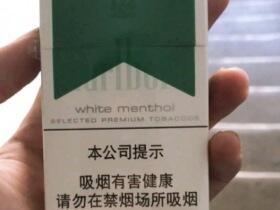 Marlboro
white menthol
SELECTED PREMIUM TOBACCOS
本公司提示
吸烟有害健康
请勿在禁烟场所吸烟